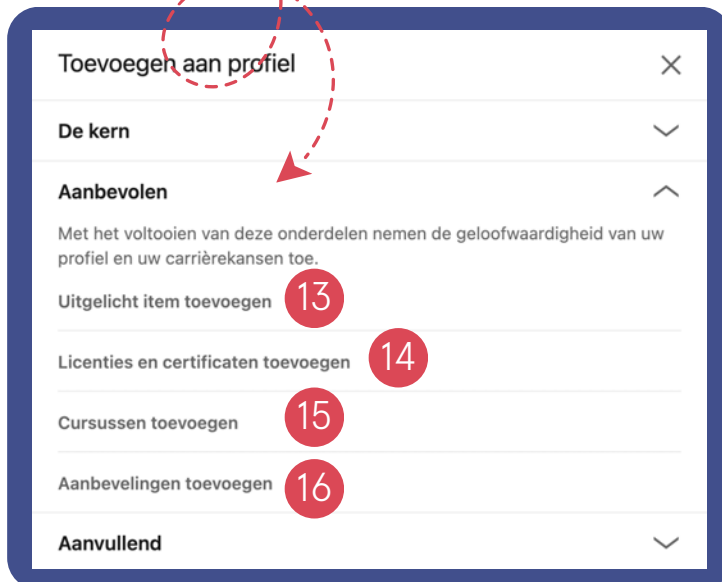 Toevoegen aan profiel
De kern
Aanbevolen
Met het voltooien van deze onderdelen nemen de geloofwaardigheid van uw
profiel en uw carrièrekansen toe.
Uitgelicht item toevoegen 13
Licenties en certificaten toevoegen 14
Cursussen toevoegen 15
Aanbevelingen toevoegen 16
Aanvullend